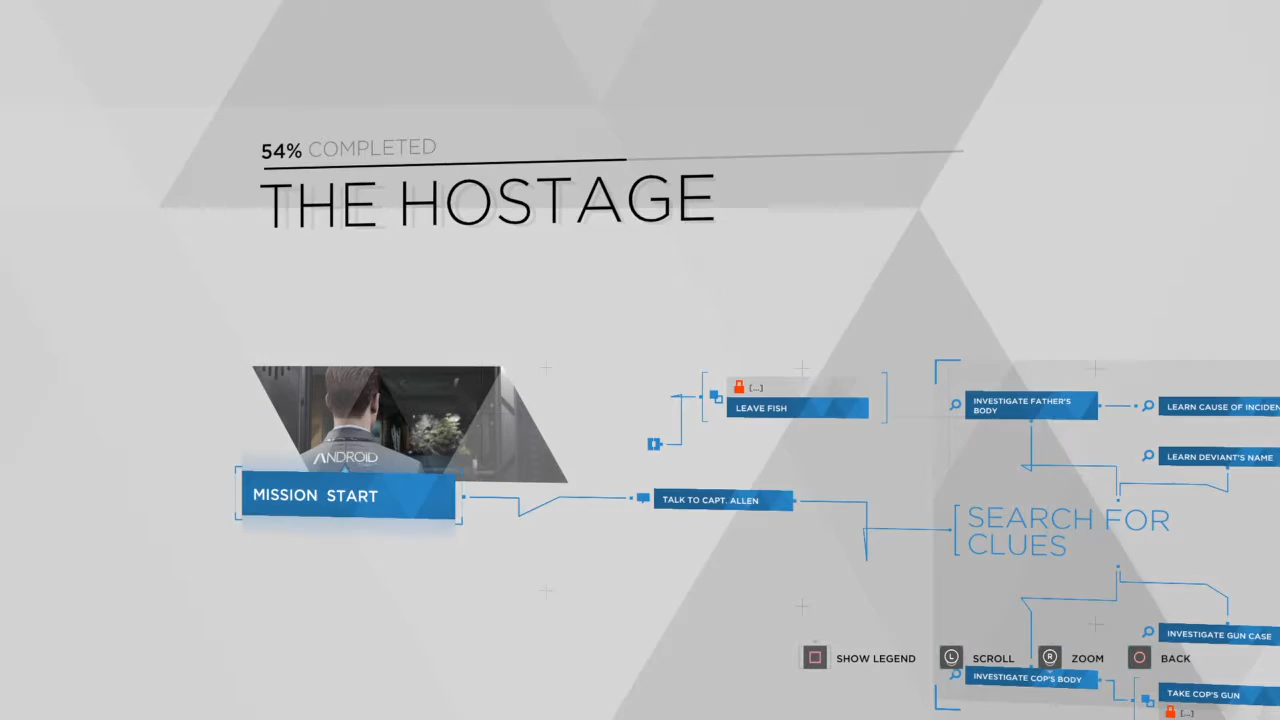 54% COMPLETED
THE HOSTAGE
[...]
LEAVE FISH
ANDROID
MISSION START
TALK TO CAPT. ALLEN
INVESTIGATE FATHER'S
BODY
LEARN CAUSE OF INCIDEN
LEARN DEVIANT'S NAME
SEARCH FOR
CLUES
INVESTIGATE GUN CASE
INVESTIGATE COP'S BODY
TAKE COP'S GUN
[...]
SHOW LEGEND
L SCROLL
R ZOOM
BACK